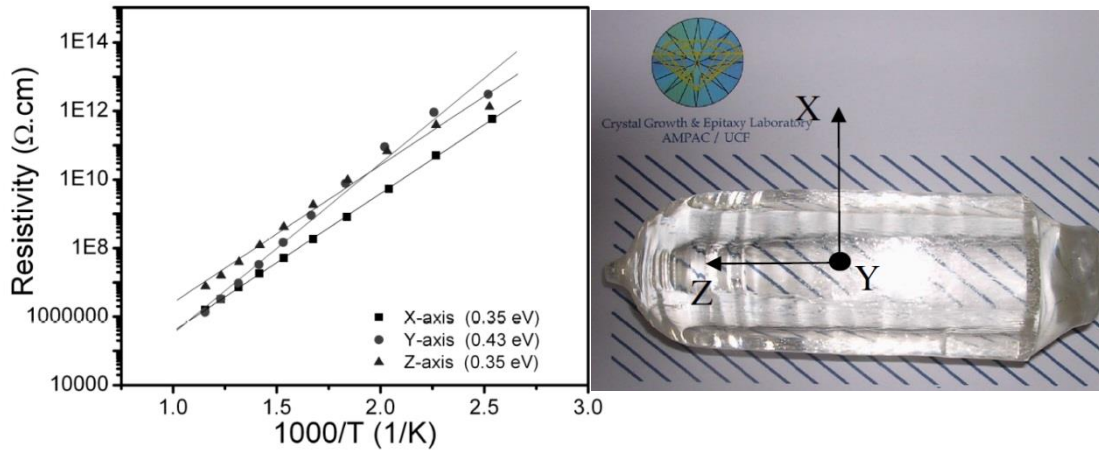 Resistivity (Ω.cm)
1E14
1E12
1E10
1E8
1000000
10000
X-axis (0.35 eV)
Y-axis (0.43 eV)
Z-axis (0.35 eV)
1.0 1.5 2.0 2.5 3.0
1000/T (1/K)
Crystal Growth & Epitaxy Laboratory
AMPAC / UCF
X
Y
Z